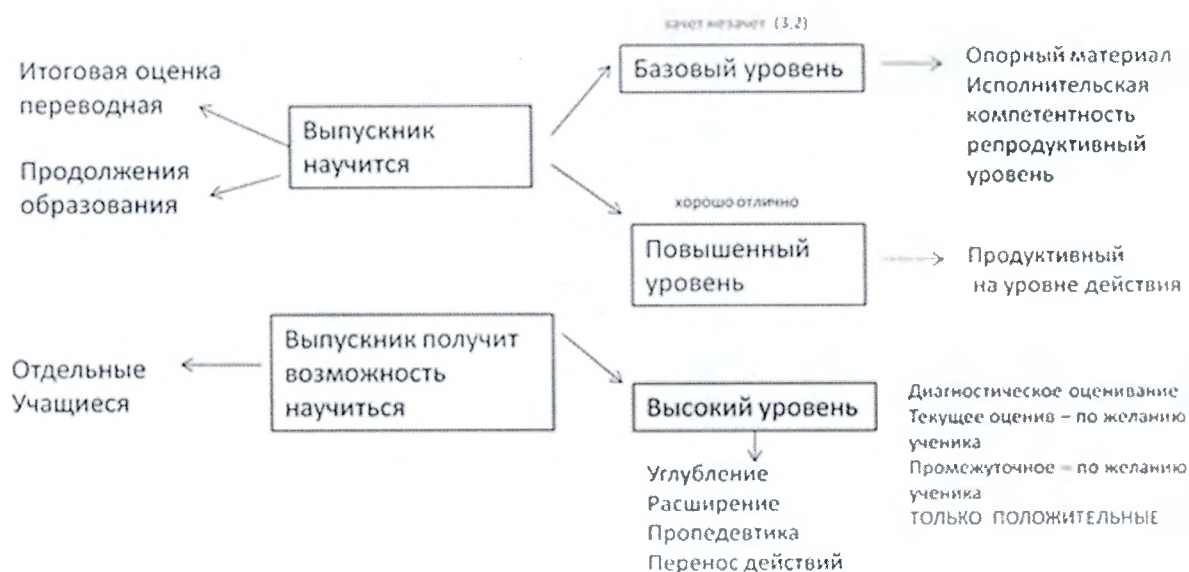 зачет незачет (3,2)
Итоговая оценка
переводная
Продолжения
образования
Выпускник
научится
Базовый уровень
Опорный материал
Исполнительская
компетентность
репродуктивный
уровень
хорошо отлично
Повышенный
уровень
Продуктивный
на уровне действия
Отдельные
Учащиеся
Выпускник получит
возможность
научиться
Высокий уровень
Углубление
Расширение
Пропедевтика
Перенос действий
Диагностическое оценивание
Текущее оценив – по желанию
ученика
Промежуточное – по желанию
ученика
ТОЛЬКО ПОЛОЖИТЕЛЬНЫЕ